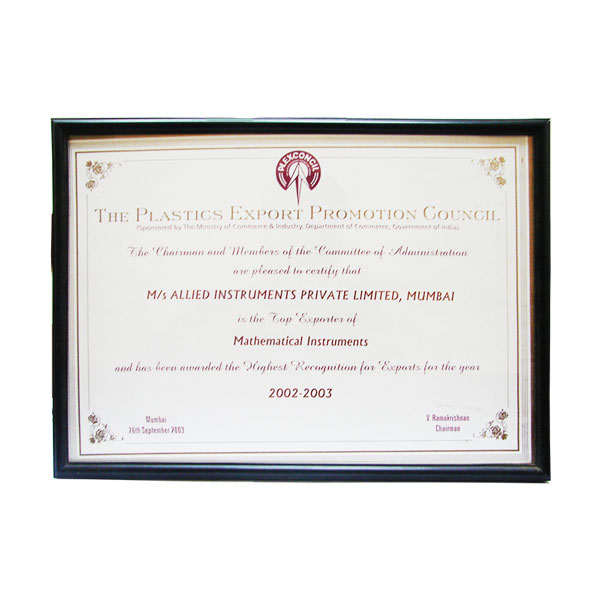 PLEXCONCIL
THE PLASTICS EXPORT PROMOTION COUNCIL
(Sponsored by The Ministry of Commerce & Industry, Department of Commerce, Government of India)
The Chairman and Members of the Committee of Administration
are pleased to certify that
M/s ALLIED INSTRUMENTS PRIVATE LIMITED, MUMBAI
is the Top Exporter of
Mathematical Instruments
and has been awarded the Highest Recognition for Exports for the year
2002-2003
Mumbai
26th September 2003
V. Ramakrishnan
Chairman